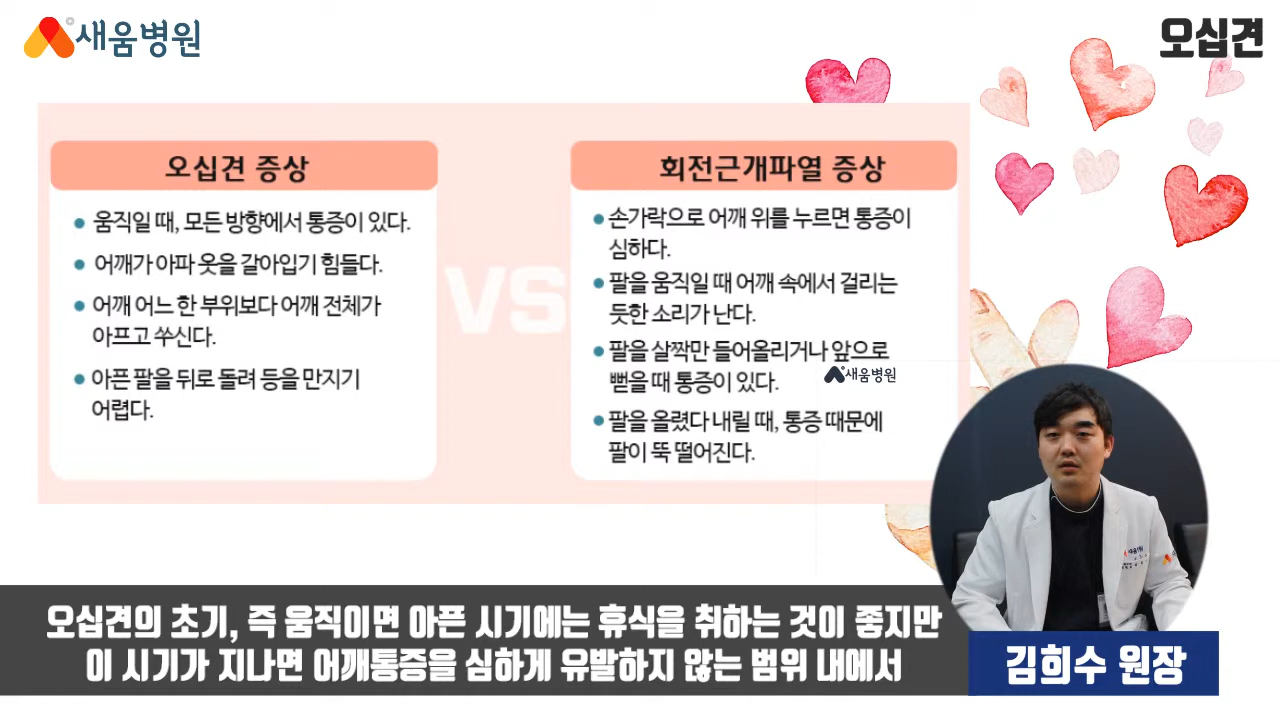 새움병원
오십견
오십견 증상
움직일 때, 모든 방향에서 통증이 있다.
어깨가 아파 옷을 갈아입기 힘들다.
어깨 어느 한 부위보다 어깨 전체가
아프고 쑤신다.
아픈 팔을 뒤로 돌려 등을 만지기
어렵다.
VS
회전근개파열 증상
손가락으로 어깨 위를 누르면 통증이
심하다.
팔을 움직일 때 어깨 속에서 걸리는
듯한 소리가 난다.
팔을 살짝만 들어올리거나 앞으로
뻗을 때 통증이 있다.
새움병원
팔을 올렸다 내릴 때, 통증 때문에
팔이 뚝 떨어진다.
오십견의 초기, 즉 움직이면 아픈 시기에는 휴식을 취하는 것이 좋지만
이 시기가 지나면 어깨통증을 심하게 유발하지 않는 범위 내에서
김희수 원장